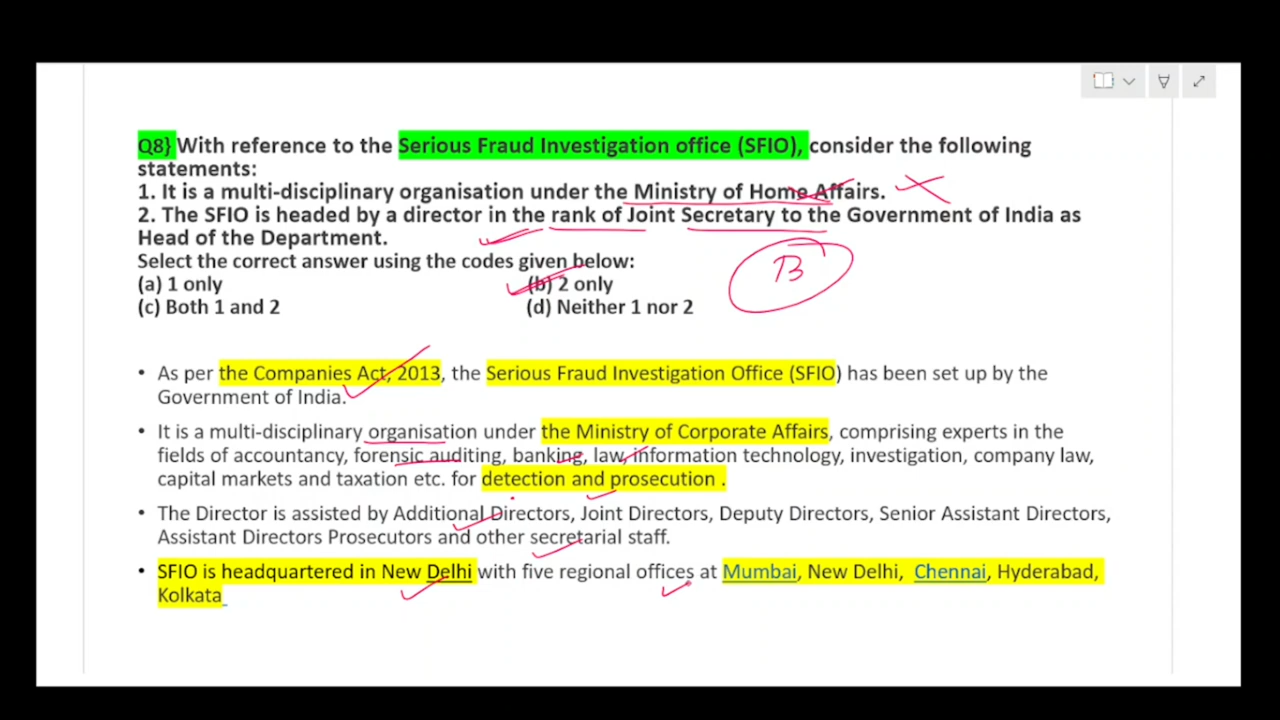 Q8} With reference to the Serious Fraud Investigation office (SFIO), consider the following
statements:
1. It is a multi-disciplinary organisation under the Ministry of Home Affairs.
2. The SFIO is headed by a director in the rank of Joint Secretary to the Government of India as
Head of the Department.
Select the correct answer using the codes given below:
(a) 1 only (b) 2 only
(c) Both 1 and 2 (d) Neither 1 nor 2
B
• As per the Companies Act, 2013, the Serious Fraud Investigation Office (SFIO) has been set up by the
Government of India.
• It is a multi-disciplinary organisation under the Ministry of Corporate Affairs, comprising experts in the
fields of accountancy, forensic auditing, banking, law, information technology, investigation, company law,
capital markets and taxation etc. for detection and prosecution .
• The Director is assisted by Additional Directors, Joint Directors, Deputy Directors, Senior Assistant Directors,
Assistant Directors Prosecutors and other secretarial staff.
• SFIO is headquartered in New Delhi with five regional offices at Mumbai, New Delhi, Chennai, Hyderabad,
Kolkata